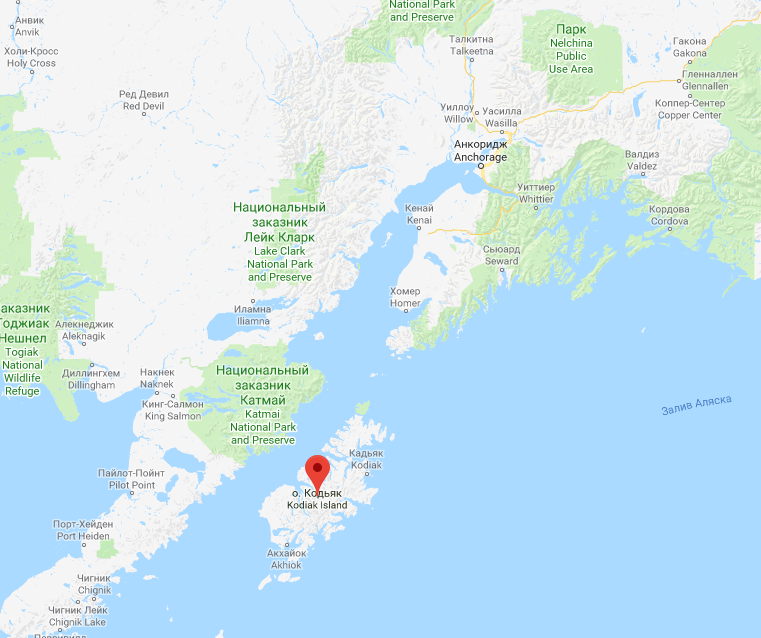 National Park
and Preserve
Анвик
Anvik
Холи-Кросс
Holy Cross
Талкитна
Talkeetna
Парк
Nelchina
Public
Use Area
Гакона
Gakona
Гленналлен
Glennallen
Ред Девил
Red Devil
Коппер-Сентер
Copper Center
Уиллоу
Willow
Уасилла
Wasilla
Анкоридж
Anchorage
Валдиз
Valdez
Уиттиер
Whittier
Национальный
заказник
Лейк Кларк
Lake Clark
National Park
and Preserve
Кенай
Kenai
Кордова
Cordova
Сьюард
Seward
Хомер
Homer
Иламна
Iliamna
аказник
Тоджиак
Нешнел
Togiak
National
Wildlife
Refuge
Алекнеджик
Aleknagik
Диллингхем
Dillingham
Накнек
Naknek
Кинг-Салмон
King Salmon
Национальный
заказник
Катмай
Katmai
National Park
and Preserve
Залив Аляска
Кадьяк
Kodiak
Пайлот-Пойнт
Pilot Point
о. Кодьяк
Kodiak Island
Порт-Хейден
Port Heiden
Акхайок
Akhiok
Чигник
Chignik
Чигник Лейк
Chignik Lake